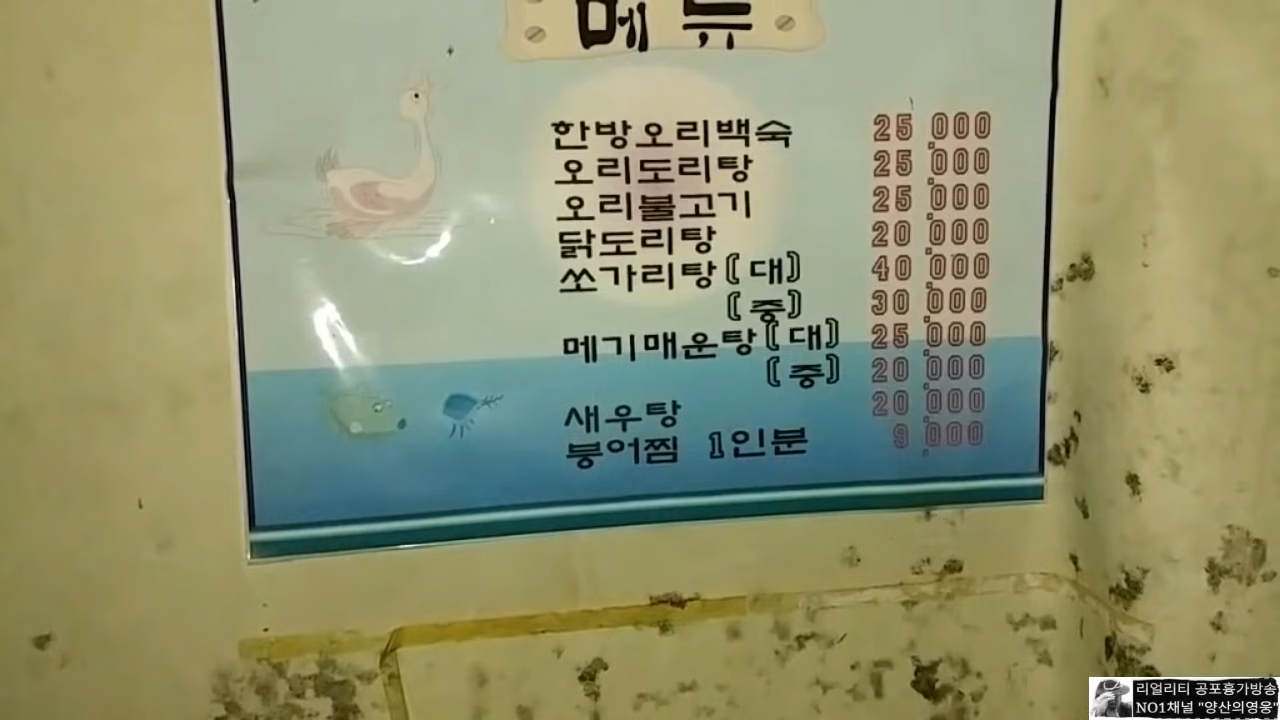 메뉴
한방오리백숙 25,000
오리도리탕 25,000
오리불고기 25,000
닭도리탕 20,000
쏘가리탕(대) 40,000
(중) 30,000
메기매운탕(대) 25,000
(중) 20,000
새우탕 20,000
붕어찜 1인분 9,000
리얼리티 공포흉가방송
NO1채널 "양산의영웅"